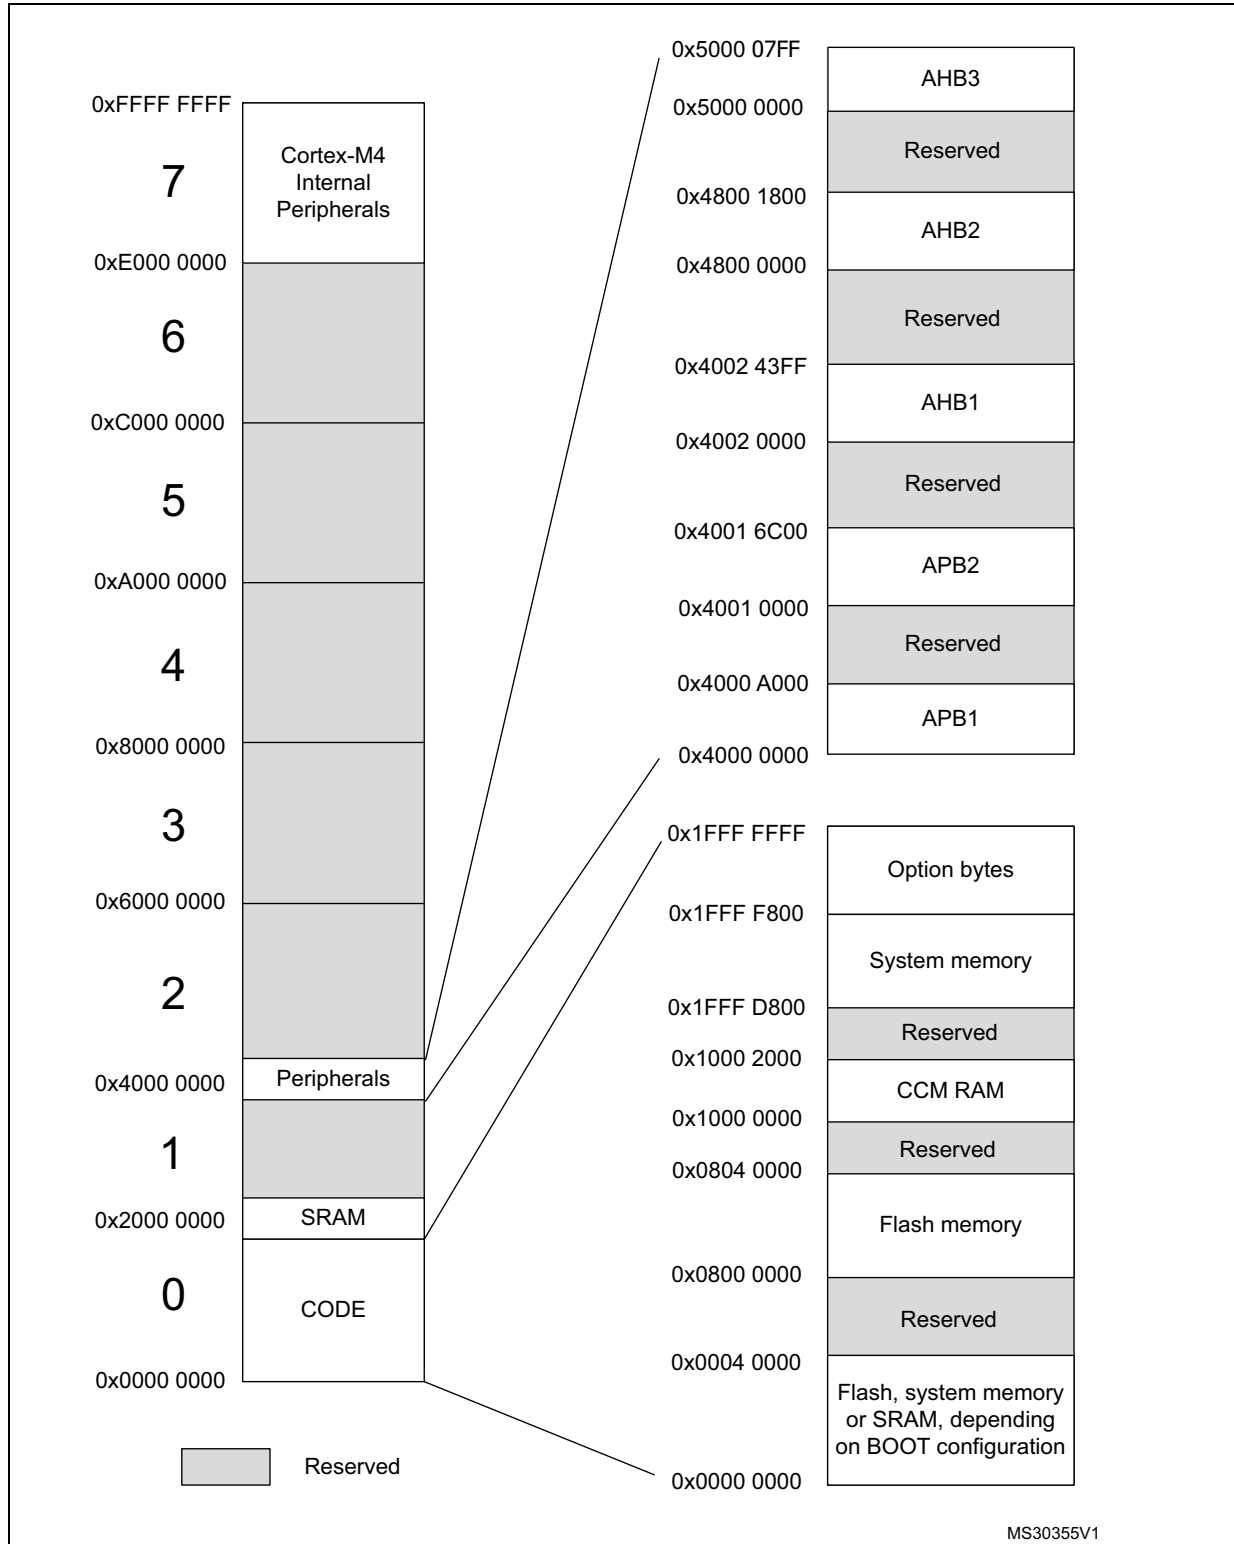 0xFFFF FFFF
7
Cortex-M4
Internal
Peripherals
0xE000 0000
6
0xC000 0000
5
0xA000 0000
4
0x8000 0000
3
0x6000 0000
2
0x4000 0000
Peripherals
1
0x2000 0000
SRAM
0
CODE
0x0000 0000
Reserved
0x5000 07FF
AHB3
0x5000 0000
Reserved
0x4800 1800
AHB2
0x4800 0000
Reserved
0x4002 43FF
AHB1
0x4002 0000
Reserved
0x4001 6C00
APB2
0x4001 0000
Reserved
0x4000 A000
APB1
0x4000 0000
0x1FFF FFFF
Option bytes
0x1FFF F800
System memory
0x1FFF D800
Reserved
0x1000 2000
CCM RAM
0x1000 0000
Reserved
0x0804 0000
Flash memory
0x0800 0000
Reserved
0x0004 0000
Flash, system memory
or SRAM, depending
on BOOT configuration
0x0000 0000
MS30355V1